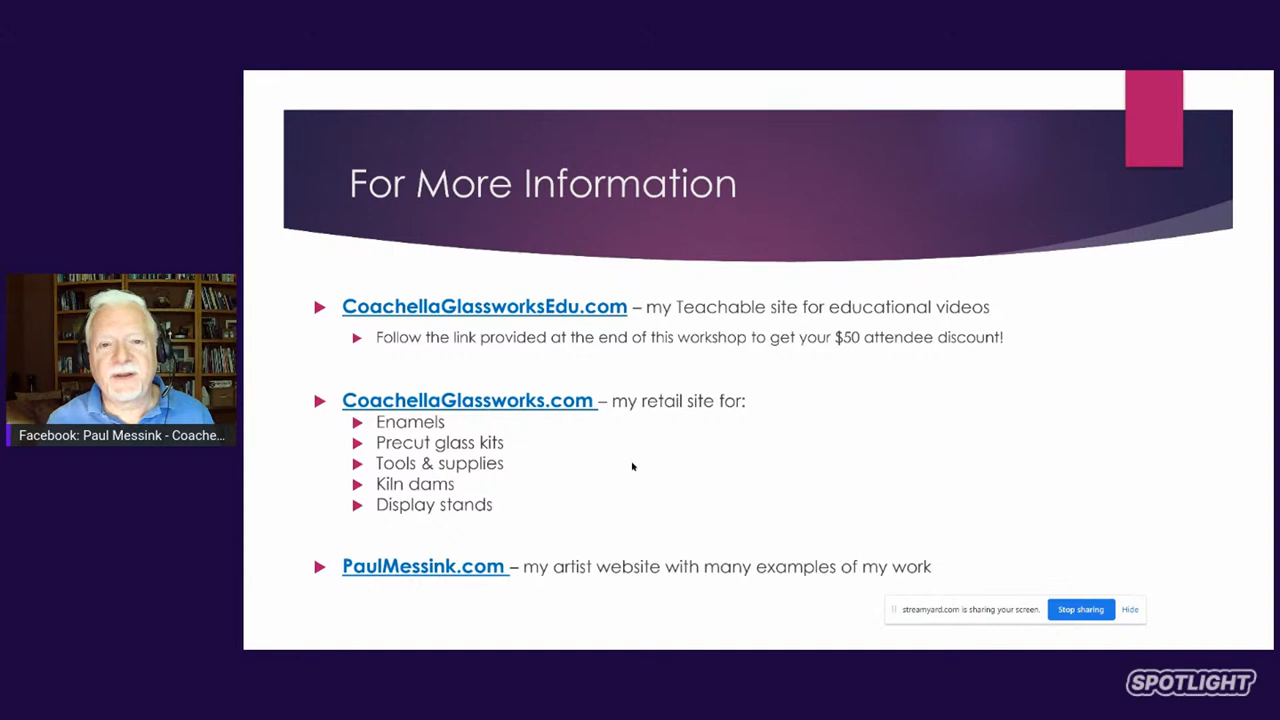 For More Information
CoachellaGlassworksEdu.com – my Teachable site for educational videos
Follow the link provided at the end of this workshop to get your $50 attendee discount!
CoachellaGlassworks.com – my retail site for:
Enamels
Precut glass kits
Tools & supplies
Kiln dams
Display stands
PaulMessink.com – my artist website with many examples of my work
Facebook: Paul Messink - Coache...
streamyard.com is sharing your screen. Stop sharing Hide
SPOTLIGHT